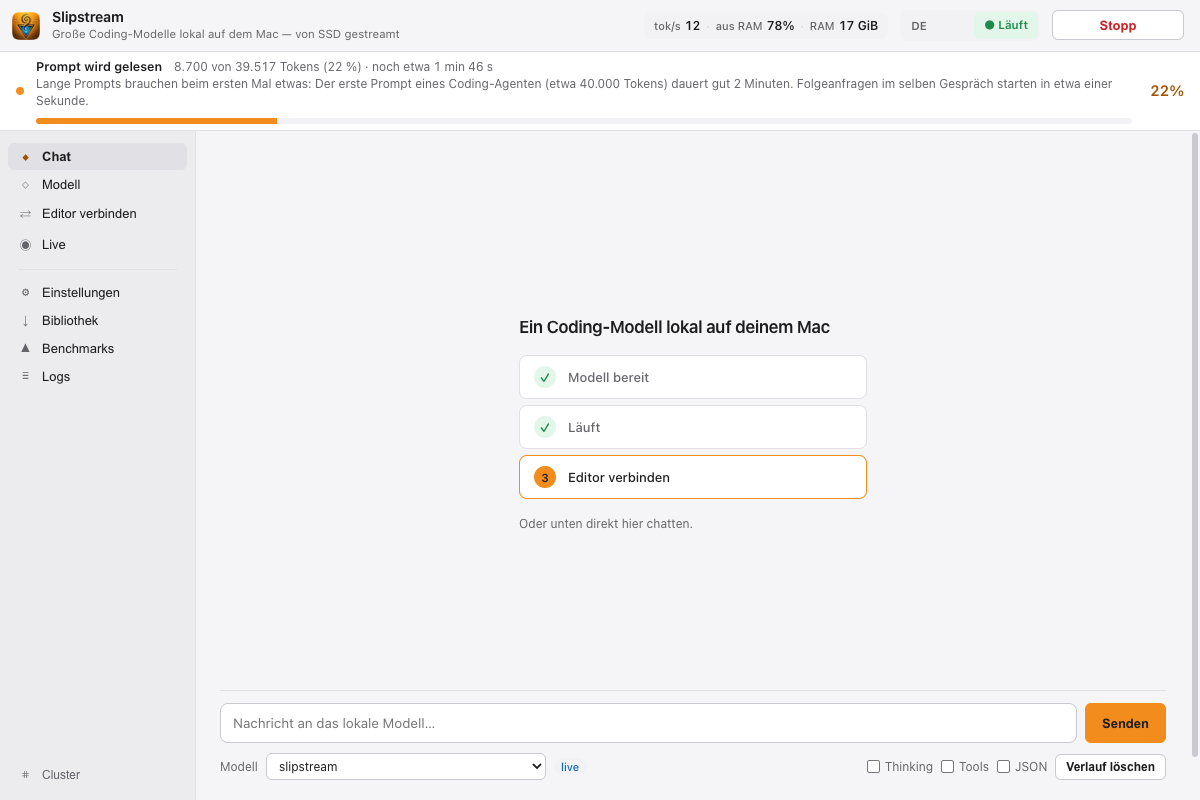 Slipstream
Große Coding-Modelle lokal auf dem Mac — von SSD gestreamt
tok/s 12 · aus RAM 78% · RAM 17 GiB
DE
Läuft
Stopp
Prompt wird gelesen 8.700 von 39.517 Tokens (22 %) · noch etwa 1 min 46 s
Lange Prompts brauchen beim ersten Mal etwas: Der erste Prompt eines Coding-Agenten (etwa 40.000 Tokens) dauert gut 2 Minuten. Folgeanfragen im selben Gespräch starten in etwa einer
Sekunde.
22%
Chat
Modell
Editor verbinden
Live
Einstellungen
Bibliothek
Benchmarks
Logs
Cluster
Ein Coding-Modell lokal auf deinem Mac
Modell bereit
Läuft
3 Editor verbinden
Oder unten direkt hier chatten.
Nachricht an das lokale Modell…
Senden
Modell slipstream live
Thinking Tools JSON Verlauf löschen